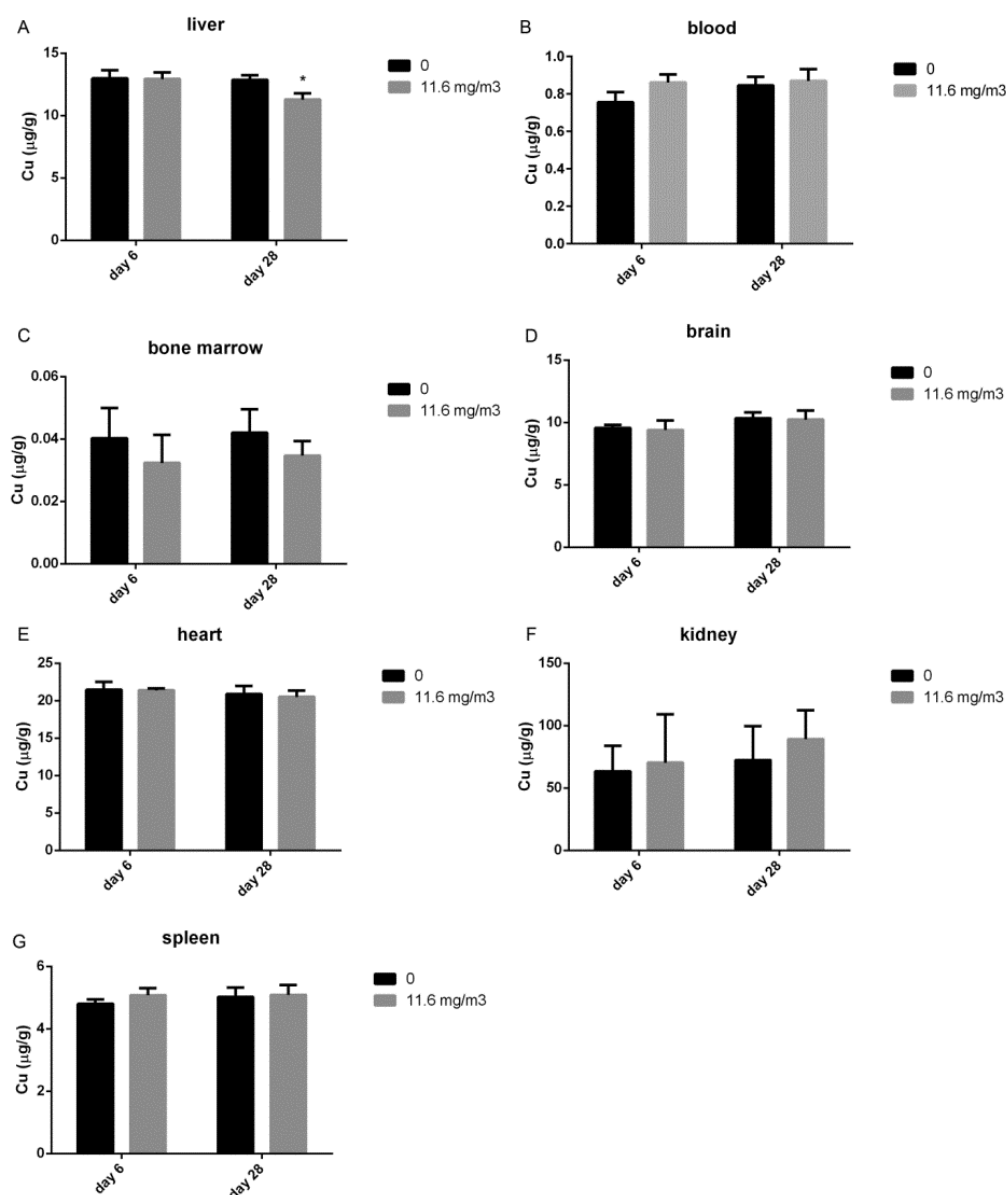 A
liver
Cu (μg/g)
15
10
5
0
day 6
day 28
*
0
11.6 mg/m3
B
blood
Cu (μg/g)
1.0
0.8
0.6
0.4
0.2
0.0
day 6
day 28
0
11.6 mg/m3
C
bone marrow
Cu (μg/g)
0.06
0.04
0.02
0.00
day 6
day 28
0
11.6 mg/m3
D
brain
Cu (μg/g)
15
10
5
0
day 6
day 28
0
11.6 mg/m3
E
heart
Cu (μg/g)
25
20
15
10
5
0
day 6
day 28
0
11.6 mg/m3
F
kidney
Cu (μg/g)
150
100
50
0
day 6
day 28
0
11.6 mg/m3
G
spleen
Cu (μg/g)
6
4
2
0
day 6
day 28
0
11.6 mg/m3